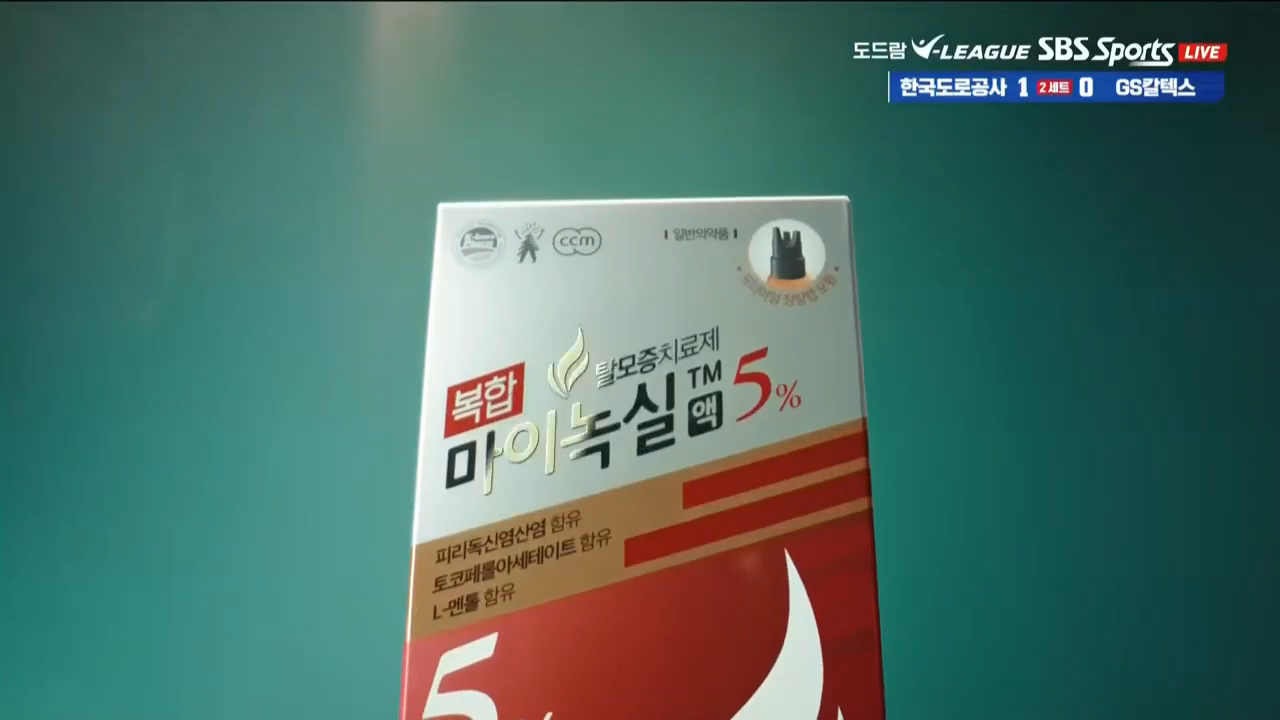 도드람 V-LEAGUE SBS Sports LIVE
한국도로공사 1 2세트 0 GS칼텍스
ccm
일반의약품
탈모증치료제
복합
마이녹실™액 5%
피리독신염산염 함유
토코페롤아세테이트 함유
L-멘톨 함유
5%